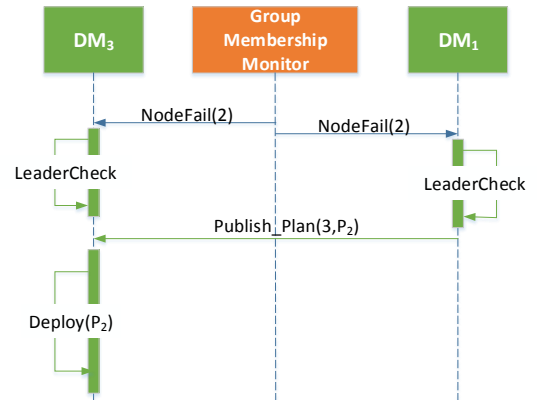 DM₃
Group
Membership
Monitor
DM₁
NodeFail(2)
NodeFail(2)
LeaderCheck
LeaderCheck
Publish_Plan(3,P₂)
Deploy(P₂)